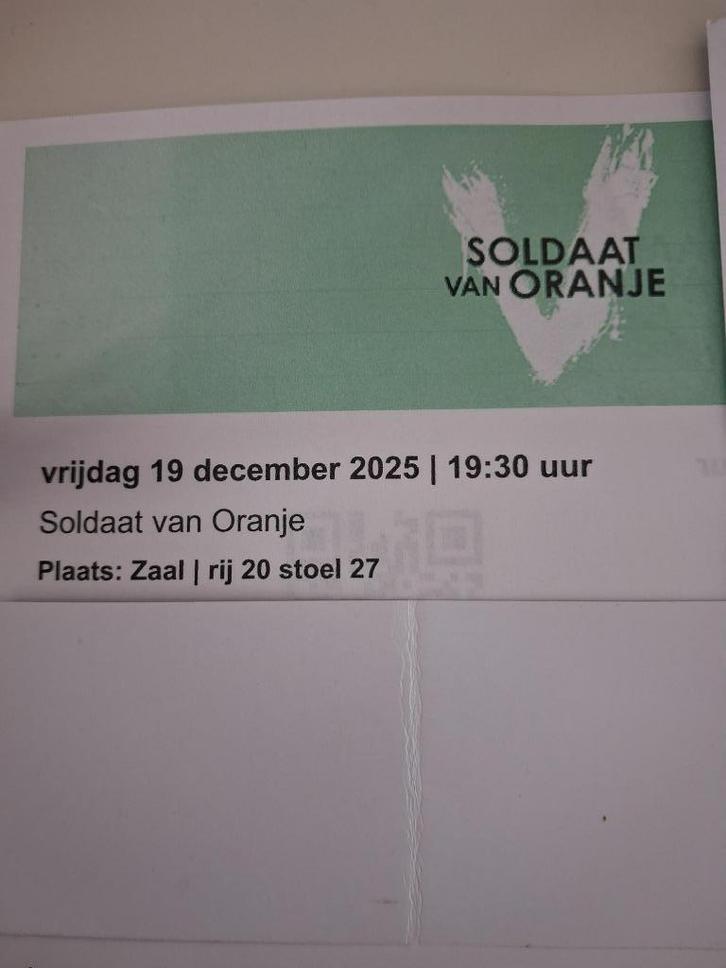 SOLDAAT
VAN ORANJE
vrijdag 19 december 2025 | 19:30 uur
Soldaat van Oranje
Plaats: Zaal | rij 20 stoel 27